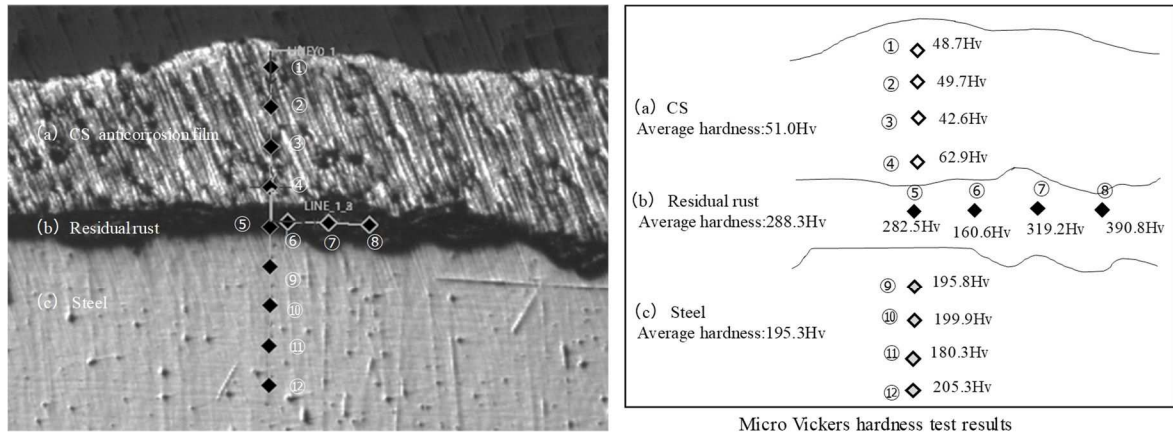 LINE_0_1
①
②
(a) CS anticorrosion film
③
④
LINE_1_3
(b) Residual rust
⑤
⑥
⑦
⑧
⑨
(c) Steel
⑩
⑪
⑫
① 48.7Hv
② 49.7Hv
(a) CS
Average hardness:51.0Hv
③ 42.6Hv
④ 62.9Hv
(b) Residual rust
Average hardness:288.3Hv
⑤ ⑥ ⑦ ⑧
282.5Hv 160.6Hv 319.2Hv 390.8Hv
⑨ 195.8Hv
⑩ 199.9Hv
(c) Steel
Average hardness:195.3Hv
⑪ 180.3Hv
⑫ 205.3Hv
Micro Vickers hardness test results